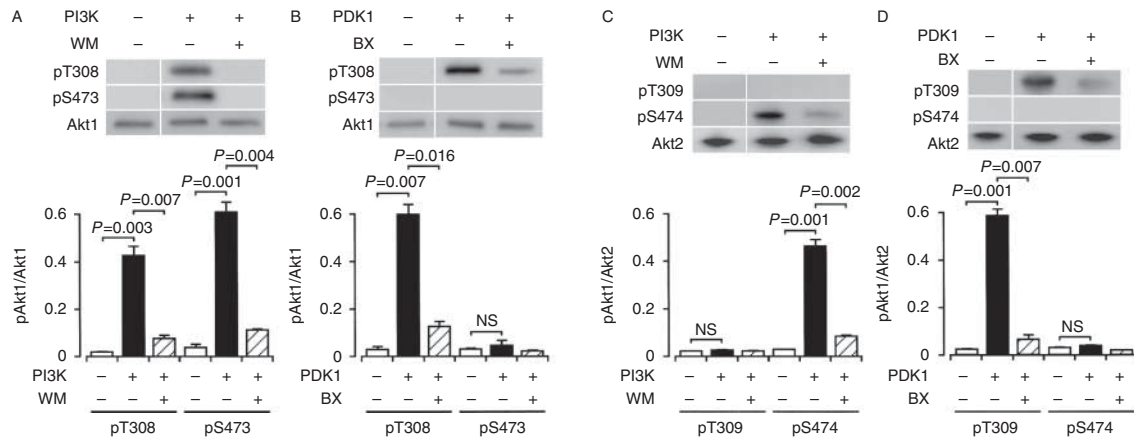 A
PI3K – + +
WM – – +
pT308
pS473
Akt1
P=0.004
P=0.001
P=0.007
P=0.003
pAkt1/Akt1
0.6
0.4
0.2
0
PI3K – + + – + +
WM – – + – – +
pT308 pS473
B
PDK1 – + +
BX – – +
pT308
pS473
Akt1
P=0.016
P=0.007
NS
pAkt1/Akt1
0.6
0.4
0.2
0
PDK1 – + + – + +
BX – – + – – +
pT308 pS473
C
PI3K – + +
WM – – +
pT309
pS474
Akt2
P=0.002
P=0.001
NS
pAkt1/Akt2
0.6
0.4
0.2
0
PI3K – + + – + +
WM – – + – – +
pT309 pS474
D
PDK1 – + +
BX – – +
pT309
pS474
Akt2
P=0.007
P=0.001
NS
pAkt1/Akt2
0.6
0.4
0.2
0
PDK1 – + + – + +
BX – – + – – +
pT309 pS474